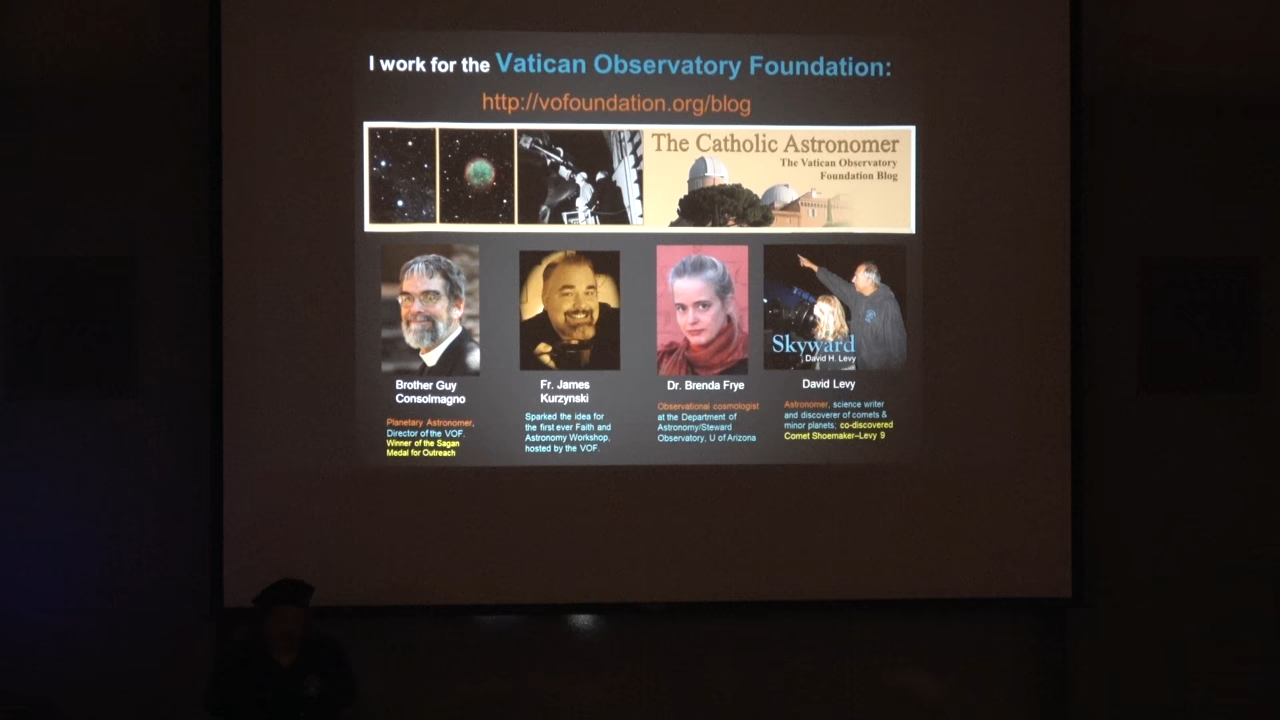 I work for the Vatican Observatory Foundation:
http://vofoundation.org/blog
The Catholic Astronomer
The Vatican Observatory
Foundation Blog
Skyward
David H. Levy
Brother Guy
Consolmagno
Planetary Astronomer,
Director of the VOF.
Winner of the Sagan
Medal for Outreach
Fr. James
Kurzynski
Sparked the idea for
the first ever Faith and
Astronomy Workshop,
hosted by the VOF.
Dr. Brenda Frye
Observational cosmologist
at the Department of
Astronomy/Steward
Observatory, U of Arizona
David Levy
Astronomer, science writer
and discoverer of comets &
minor planets; co-discovered
Comet Shoemaker–Levy 9